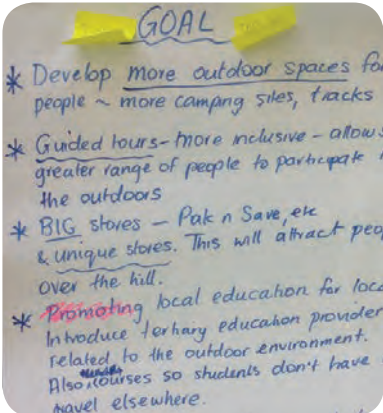 GOAL
* Develop more outdoor spaces for
people ~ more camping sites, tracks
* Guided tours - more inclusive - allows
greater range of people to participate
the outdoors
* BIG stores - Pak n Save, etc
& unique stores. This will attract peo
over the hill.
* Promoting local education for loca
Introduce tertiary education provider
related to the outdoor environment.
Also courses so students don't have
travel elsewhere.